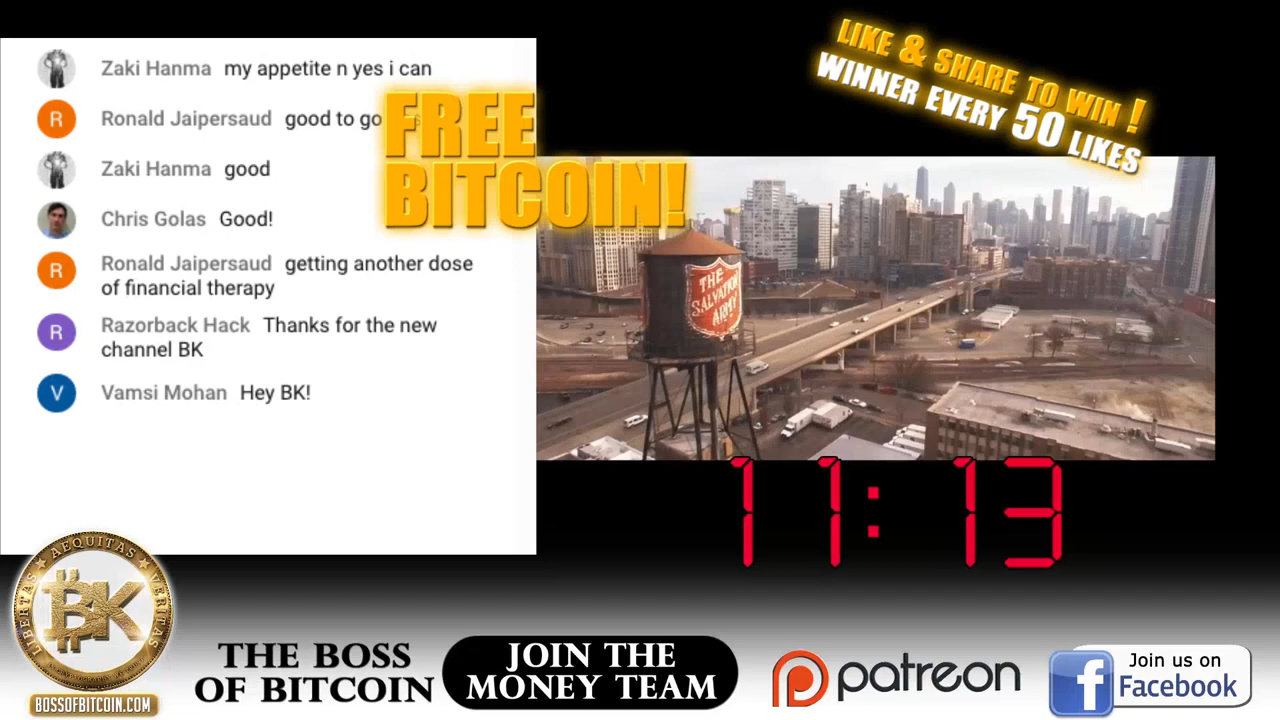 Zaki Hanma my appetite n yes i can
Ronald Jaipersaud good to go
Zaki Hanma good
Chris Golas Good!
Ronald Jaipersaud getting another dose
of financial therapy
Razorback Hack Thanks for the new
channel BK
Vamsi Mohan Hey BK!
R
R
R
V
FREE
BITCOIN!
LIKE & SHARE TO WIN !
WINNER EVERY 50 LIKES
THE
SALVATION
ARMY
11:13
AEQUITAS
LIBERTAS
VERITAS
BK
BOSSOFBITCOIN.COM
THE BOSS
OF BITCOIN
JOIN THE
MONEY TEAM
patreon
f
Join us on
Facebook